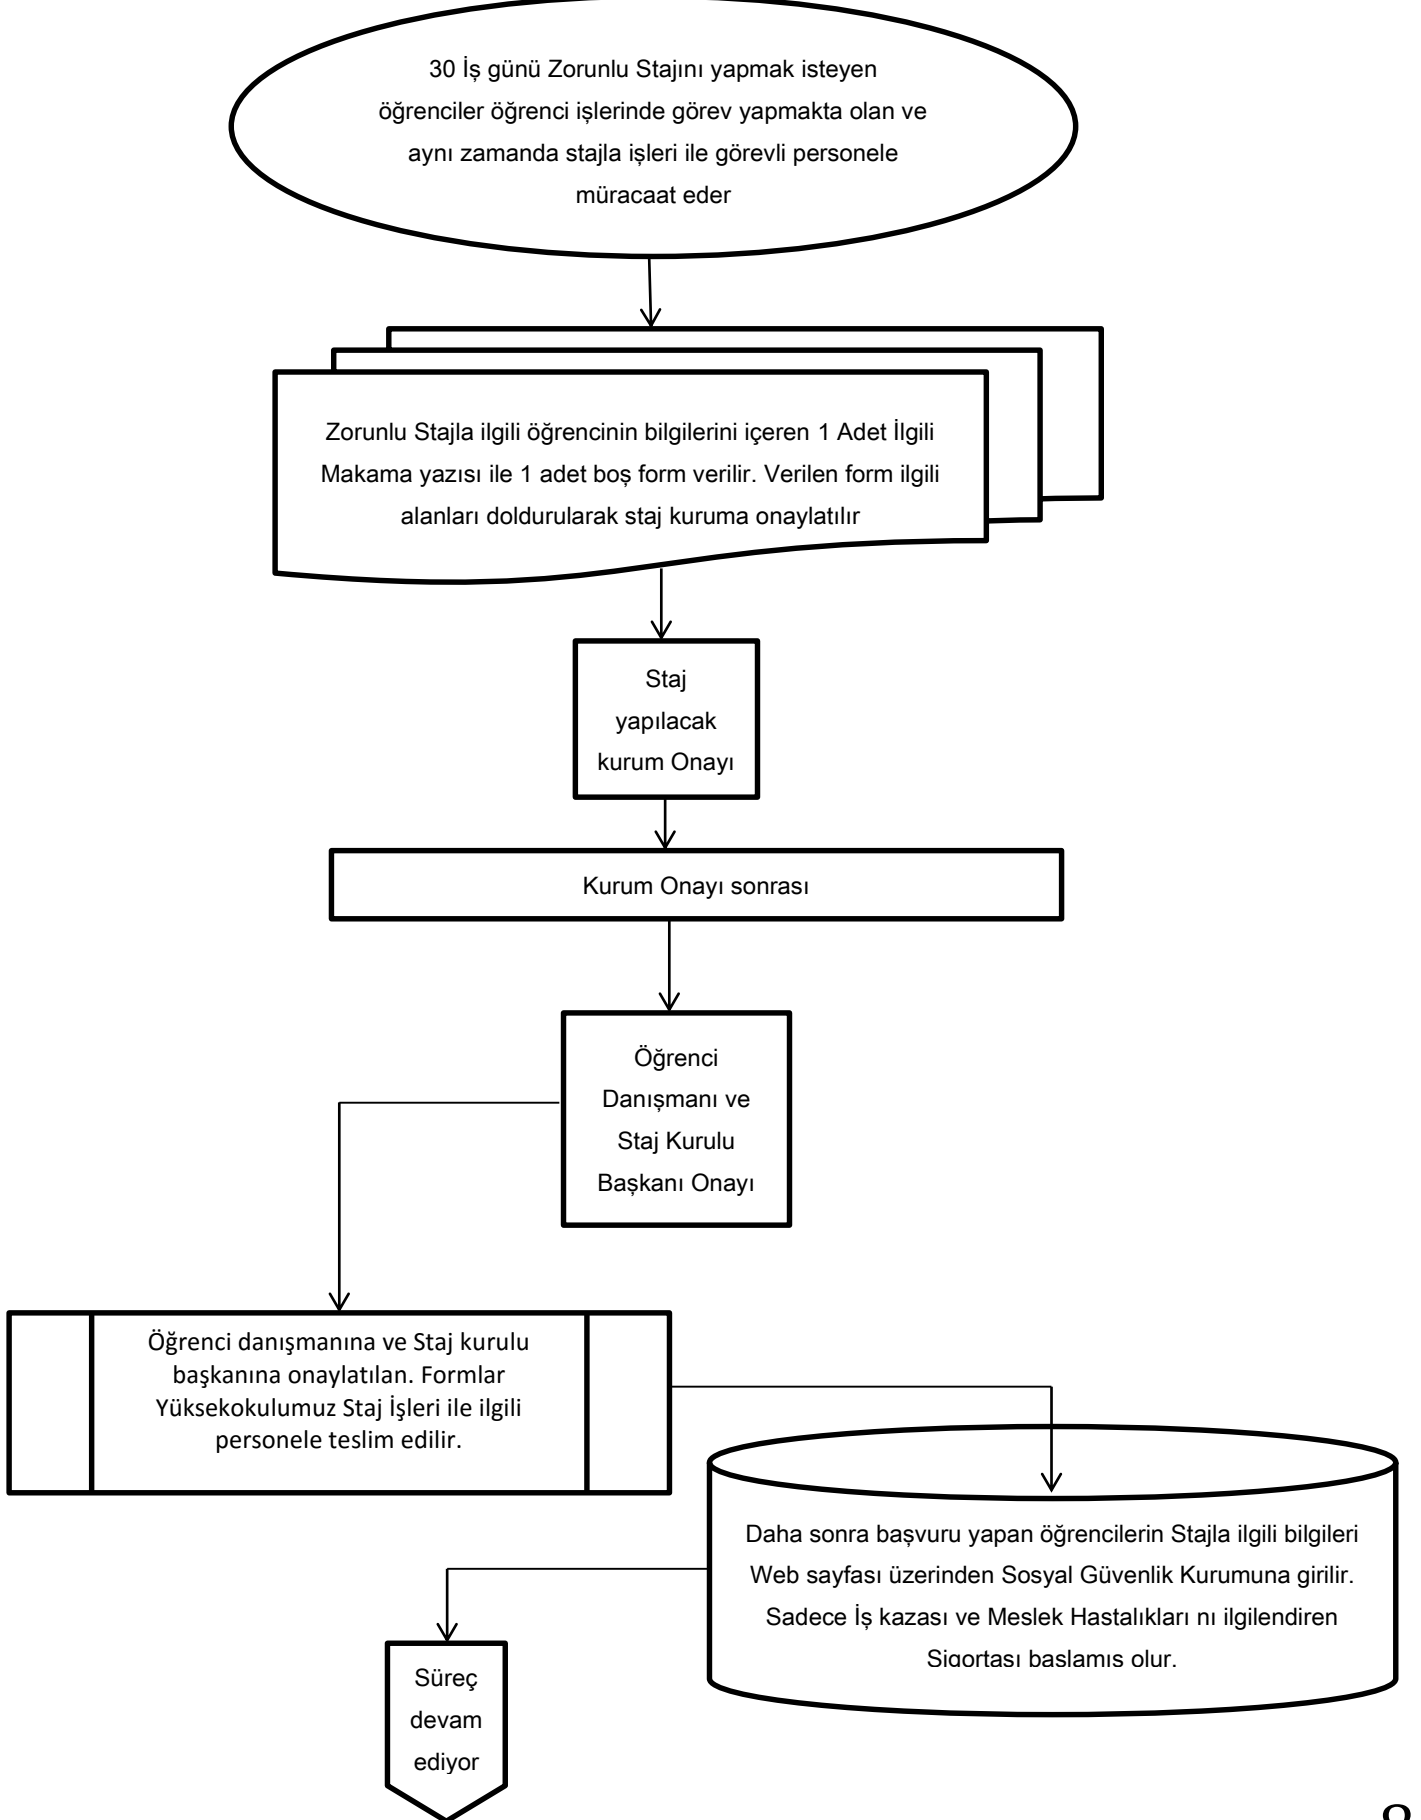 30 İş günü Zorunlu Stajını yapmak isteyen
öğrenciler öğrenci işlerinde görev yapmakta olan ve
aynı zamanda stajla işleri ile görevli personele
müracaat eder
Zorunlu Stajla ilgili öğrencinin bilgilerini içeren 1 Adet İlgili
Makama yazısı ile 1 adet boş form verilir. Verilen form ilgili
alanları doldurularak staj kuruma onaylatılır
Staj
yapılacak
kurum Onayı
Kurum Onayı sonrası
Öğrenci
Danışmanı ve
Staj Kurulu
Başkanı Onayı
Öğrenci danışmanına ve Staj kurulu
başkanına onaylatılan. Formlar
Yüksekokulumuz Staj İşleri ile ilgili
personele teslim edilir.
Daha sonra başvuru yapan öğrencilerin Stajla ilgili bilgileri
Web sayfası üzerinden Sosyal Güvenlik Kurumuna girilir.
Sadece İş kazası ve Meslek Hastalıkları nı ilgilendiren
Sigortası başlamış olur.
Süreç
devam
ediyor